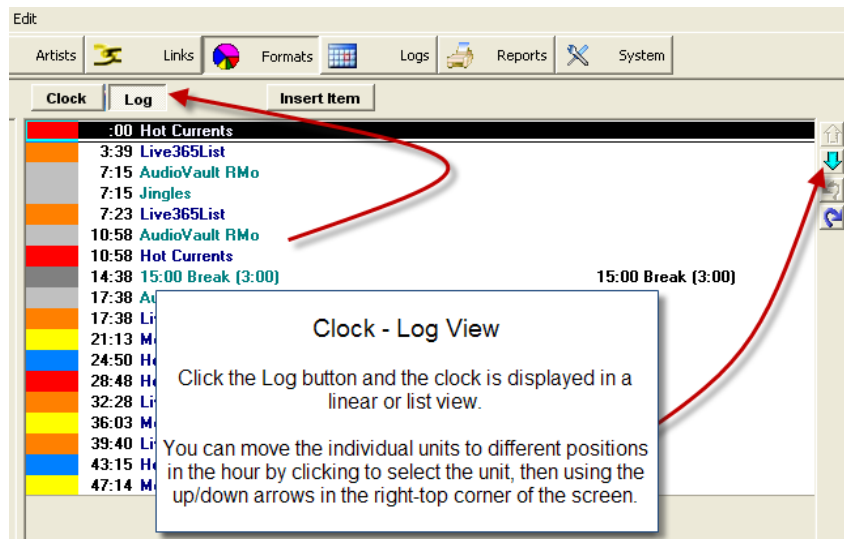 Edit
Artists Links Formats Logs Reports System
Clock Log Insert Item
:00 Hot Currents
3:39 Live365List
7:15 AudioVault RMo
7:15 Jingles
7:23 Live365List
10:58 AudioVault RMo
10:58 Hot Currents
14:38 15:00 Break (3:00) 15:00 Break (3:00)
17:38
17:38
21:13
24:50
28:48
32:28
36:03
39:40
43:15
47:14
Clock - Log View
Click the Log button and the clock is displayed in a
linear or list view.
You can move the individual units to different positions
in the hour by clicking to select the unit, then using the
up/down arrows in the right-top corner of the screen.